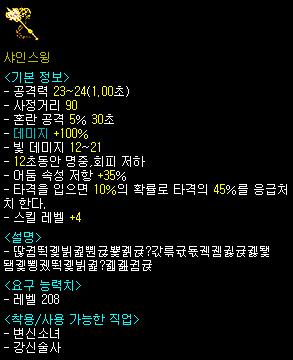 샤인스윙
<기본 정보>
- 공격력 23~24(1,00초)
- 사정거리 90
- 혼란 공격 5% 30초
- 데미지 +100%
- 빛 데미지 12~21
- 12초동안 명중,회피 저하
- 어둠 속성 저항 +35%
- 타격을 입으면 10%의 확률로 타격의 45%를 응급처
치 한다.
- 스킬 레벨 +4
<설명>
<요구 능력치>
- 레벨 208
<착용/사용 가능한 직업>
- 변신소녀
- 강신술사